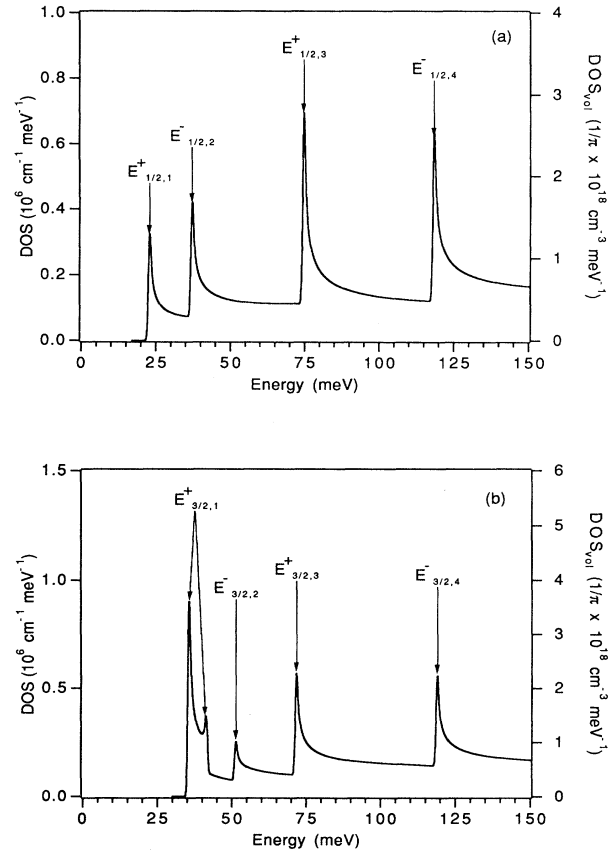 1.0
0.8
0.6
0.4
0.2
0.0
DOS (10⁶ cm⁻¹ meV⁻¹)
4
3
2
1
0
DOS_vol (1/π x 10¹⁸ cm⁻³ meV⁻¹)
(a)
E⁺1/2,1
E⁻1/2,2
E⁺1/2,3
E⁻1/2,4
0 25 50 75 100 125 150
Energy (meV)
1.5
1.0
0.5
0.0
DOS (10⁶ cm⁻¹ meV⁻¹)
6
5
4
3
2
1
0
DOS_vol (1/π x 10¹⁸ cm⁻³ meV⁻¹)
(b)
E⁺3/2,1
E⁻3/2,2
E⁺3/2,3
E⁻3/2,4
0 25 50 75 100 125 150
Energy (meV)